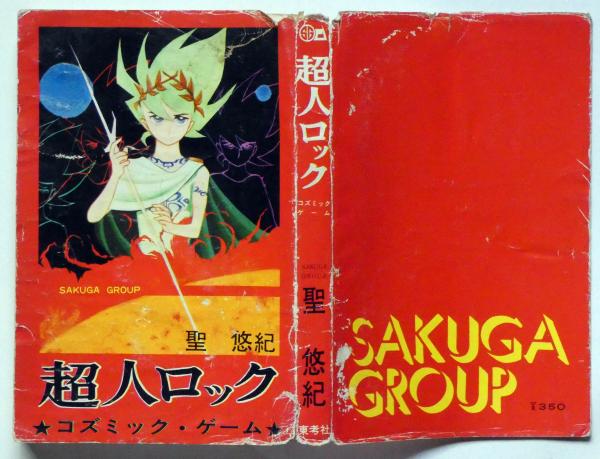 SAKUGA GROUP
聖 悠紀
超人ロック
★コズミック・ゲーム★
超人ロック
コズミック
ゲーム
SAKUGA
GROUP
聖 悠紀
東考社
SAKUGA
GROUP
¥350